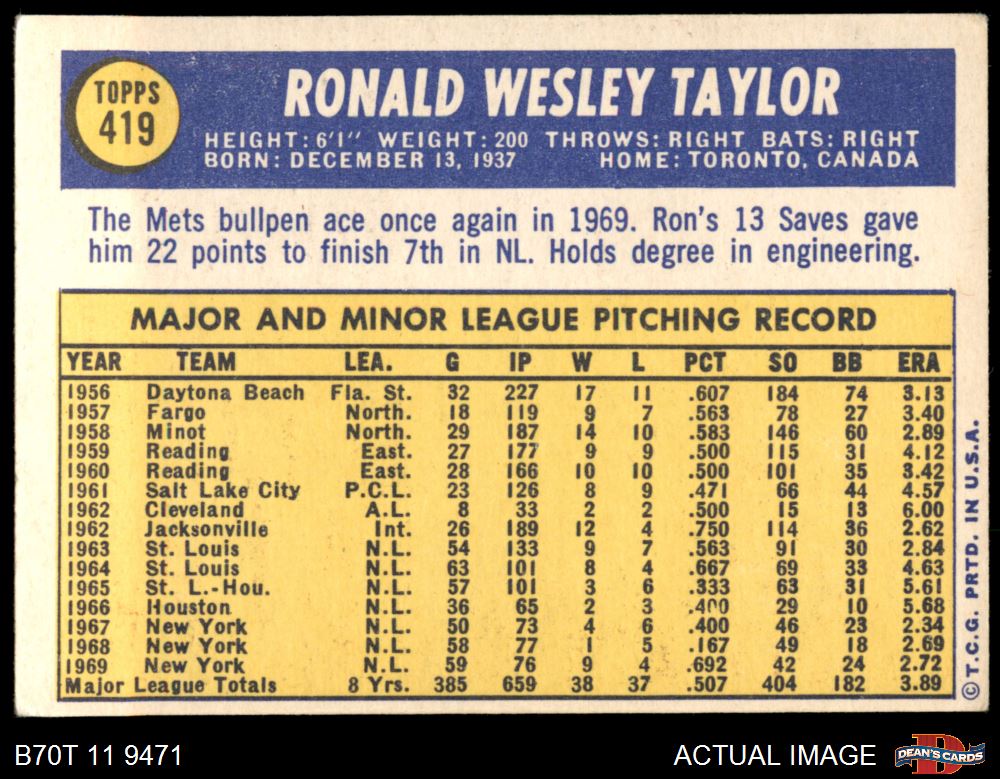 TOPPS
419
RONALD WESLEY TAYLOR
HEIGHT: 6'1" WEIGHT: 200 THROWS: RIGHT BATS: RIGHT
BORN: DECEMBER 13, 1937 HOME: TORONTO, CANADA
The Mets bullpen ace once again in 1969. Ron's 13 Saves gave
him 22 points to finish 7th in NL. Holds degree in engineering.
MAJOR AND MINOR LEAGUE PITCHING RECORD
YEAR TEAM LEA. G IP W L PCT SO BB ERA
1956 Daytona Beach Fla. St. 32 227 17 11 .607 184 74 3.13
1957 Fargo North. 18 119 9 7 .563 78 27 3.40
1958 Minot North. 29 187 14 10 .583 146 60 2.89
1959 Reading East. 27 177 9 9 .500 115 31 4.12
1960 Reading East. 28 166 10 10 .500 101 35 3.42
1961 Salt Lake City P.C.L. 23 126 8 9 .471 66 44 4.57
1962 Cleveland A.L. 8 33 2 2 .500 15 13 6.00
1962 Jacksonville Int. 26 189 12 4 .750 114 36 2.62
1963 St. Louis N.L. 54 133 9 7 .563 91 30 2.84
1964 St. Louis N.L. 63 101 8 4 .667 69 33 4.63
1965 St. L.-Hou. N.L. 57 101 3 6 .333 63 31 5.61
1966 Houston N.L. 36 65 2 3 .400 29 10 5.68
1967 New York N.L. 50 73 4 6 .400 46 23 2.34
1968 New York N.L. 58 77 1 5 .167 49 18 2.69
1969 New York N.L. 59 76 9 4 .692 42 24 2.72
Major League Totals 8 Yrs. 385 659 38 37 .507 404 182 3.89
© T.C.G. PRTD. IN U.S.A.
B70T 11 9471 ACTUAL IMAGE
DEAN'S CARDS